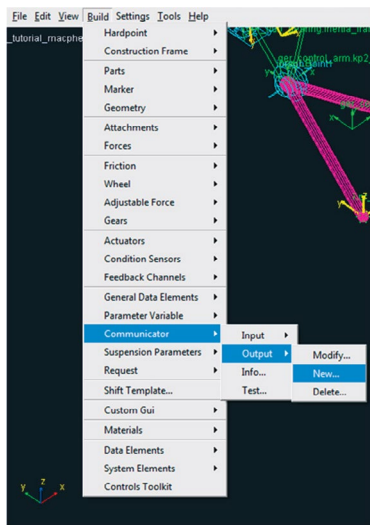 File Edit View Build Settings Tools Help
_tutorial_macphe
Hardpoint
Construction Frame
Parts
Marker
Geometry
Attachments
Forces
Friction
Wheel
Adjustable Force
Gears
Actuators
Condition Sensors
Feedback Channels
General Data Elements
Parameter Variable
Communicator
Suspension Parameters
Request
Shift Template...
Custom Gui
Materials
Data Elements
System Elements
Controls Toolkit
Input
Output
Info...
Test...
Modify...
New...
Delete...
y z x